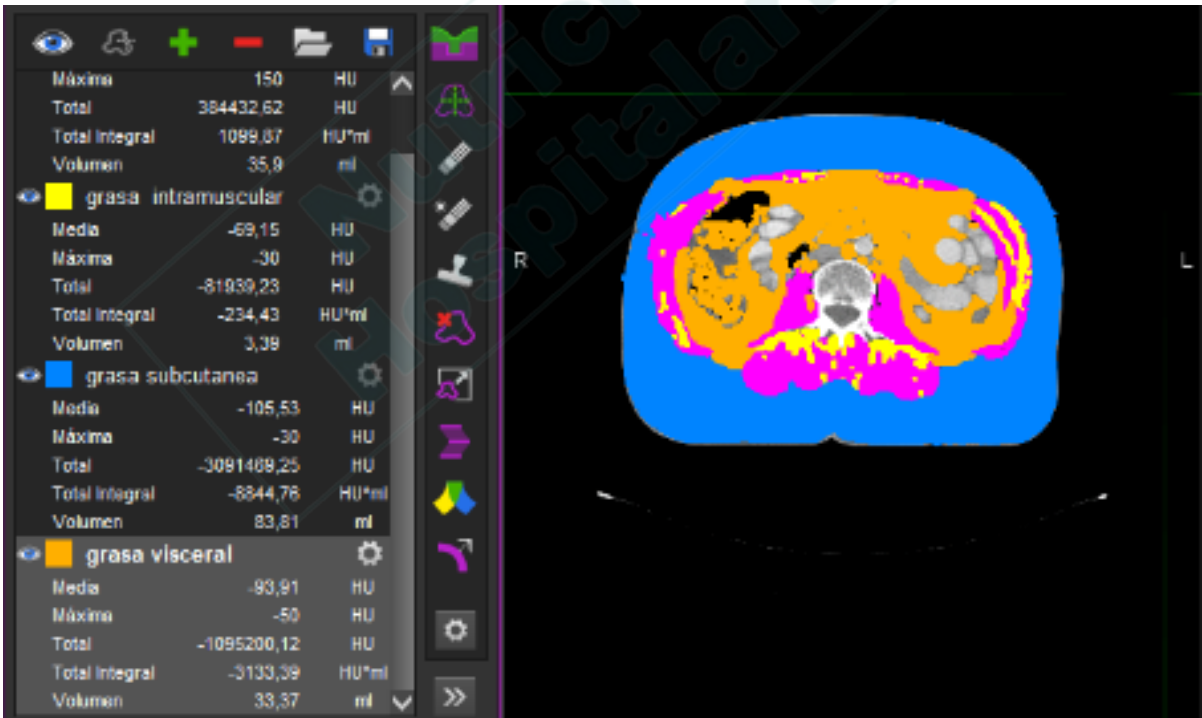 Máxima 150 HU
Total 384432,62 HU
Total Integral 1099,87 HU*ml
Volumen 35,9 ml
grasa intramuscular
Media -69,15 HU
Máxima -30 HU
Total -81939,23 HU
Total Integral -234,43 HU*ml
Volumen 3,39 ml
grasa subcutanea
Media -105,53 HU
Máxima -30 HU
Total -3091469,25 HU
Total Integral -8844,76 HU*ml
Volumen 83,81 ml
grasa visceral
Media -93,91 HU
Máxima -50 HU
Total -1095200,12 HU
Total Integral -3133,39 HU*ml
Volumen 33,37 ml
R
L